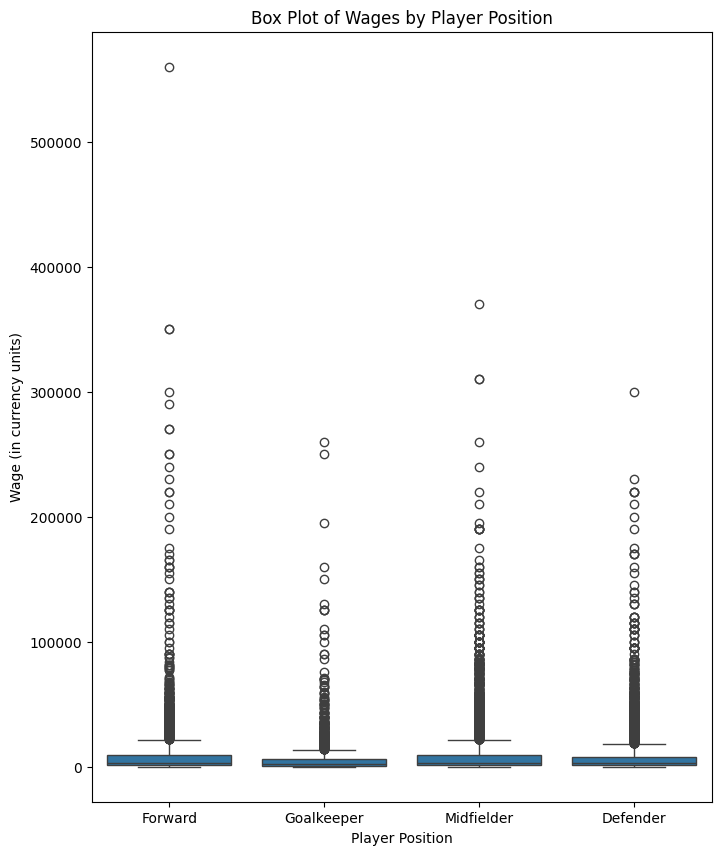 Box Plot of Wages by Player Position
500000
400000
300000
200000
100000
0
Wage (in currency units)
Forward Goalkeeper Midfielder Defender
Player Position